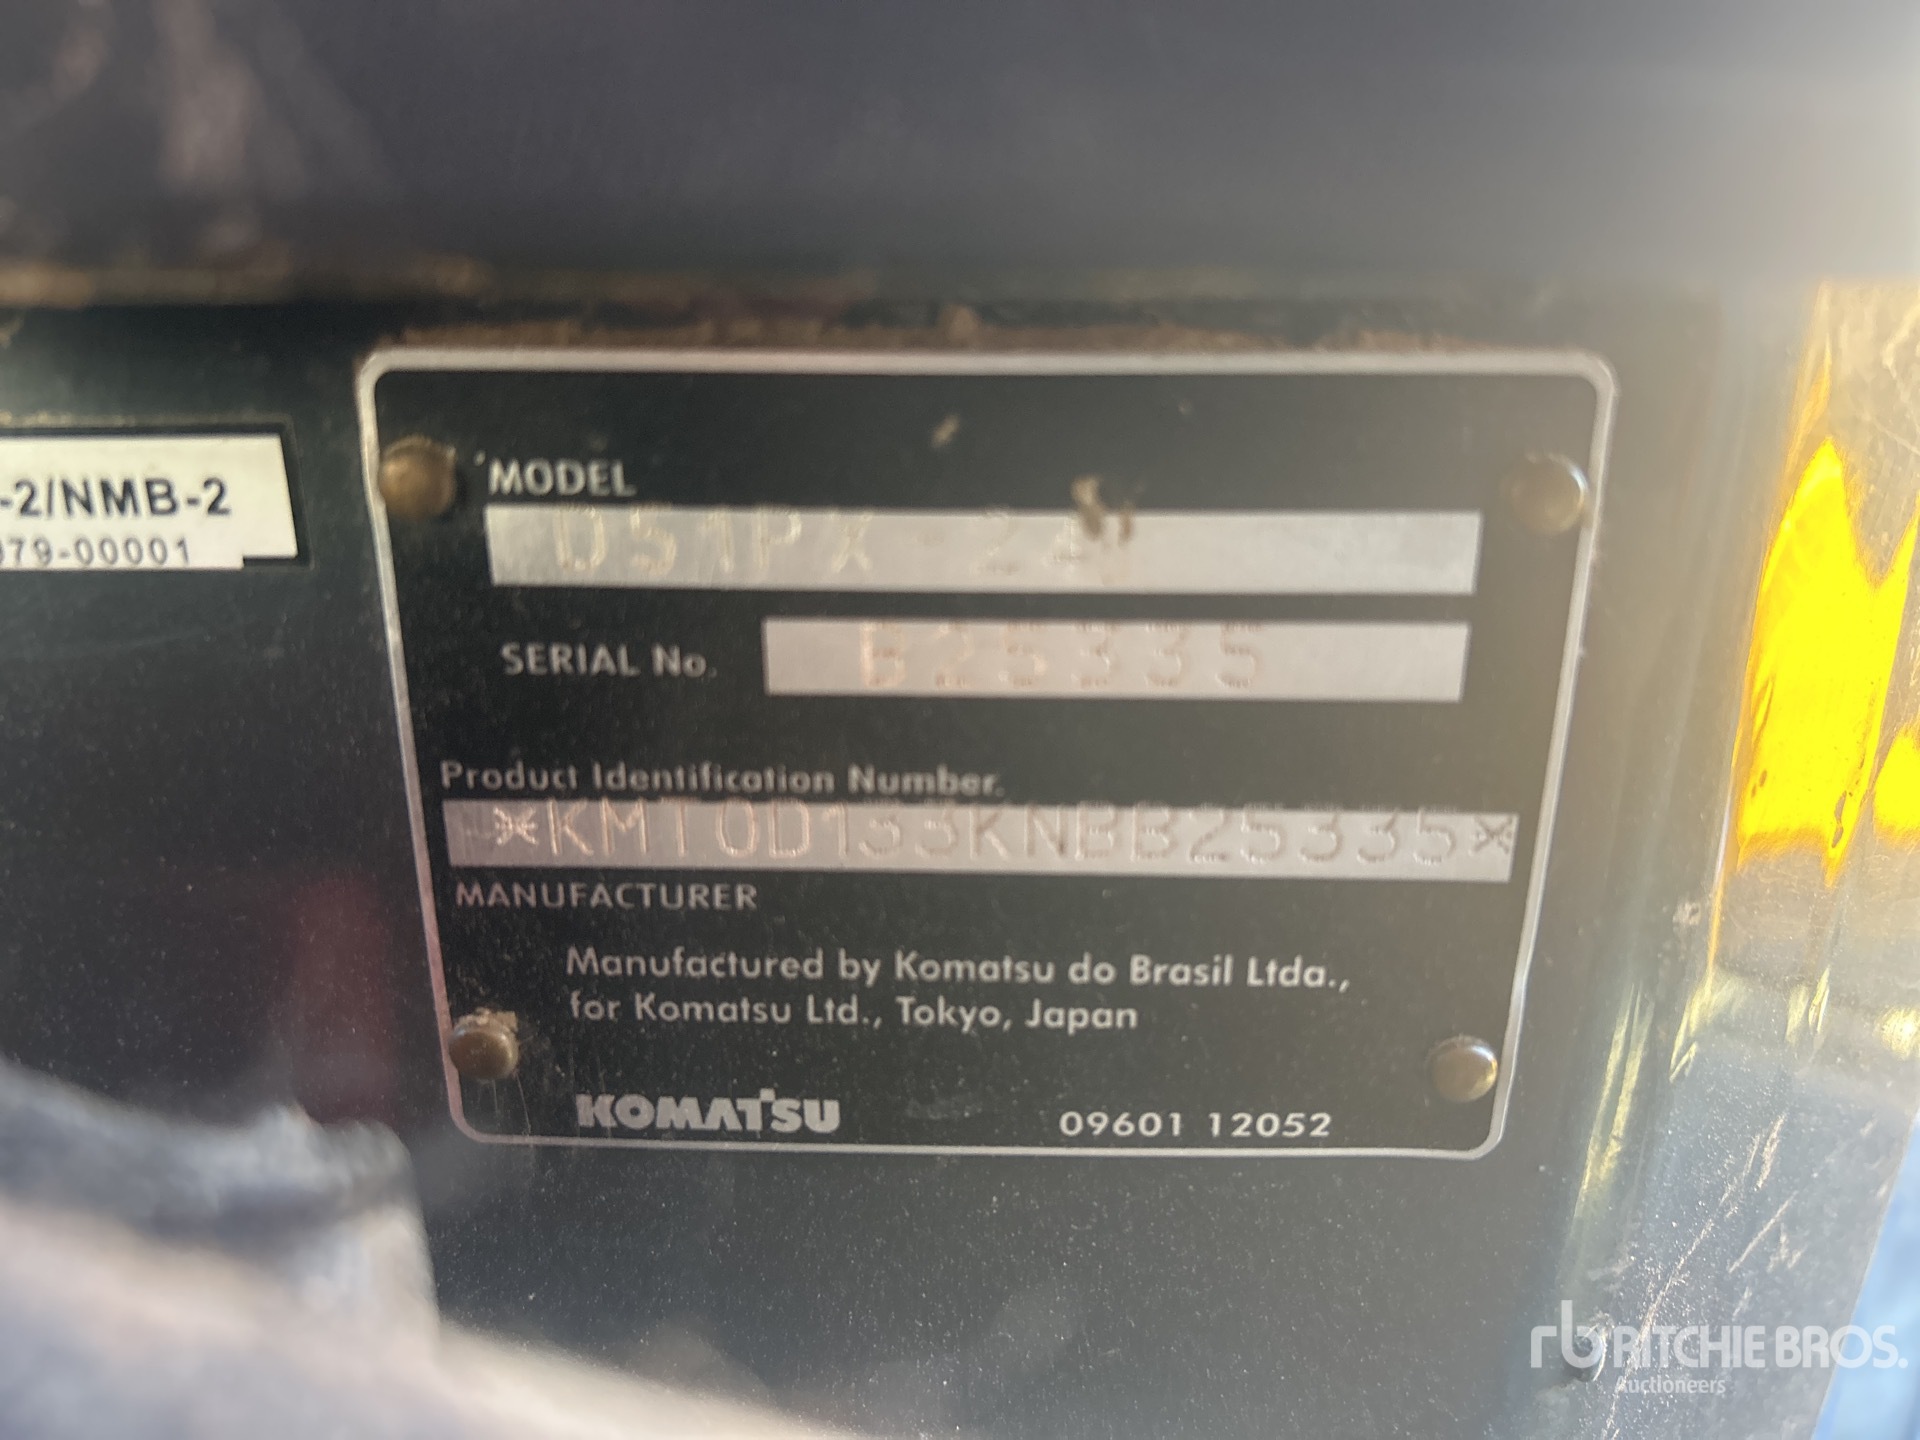 -2/NMB-2
079-00001
MODEL
D51PX-24
SERIAL No.
B25335
Product Identification Number.
*KMT0D133KNBB25335*
MANUFACTURER
Manufactured by Komatsu do Brasil Ltda.,
for Komatsu Ltd., Tokyo, Japan
KOMATSU 09601 12052
rb RITCHIE BROS.
Auctioneers